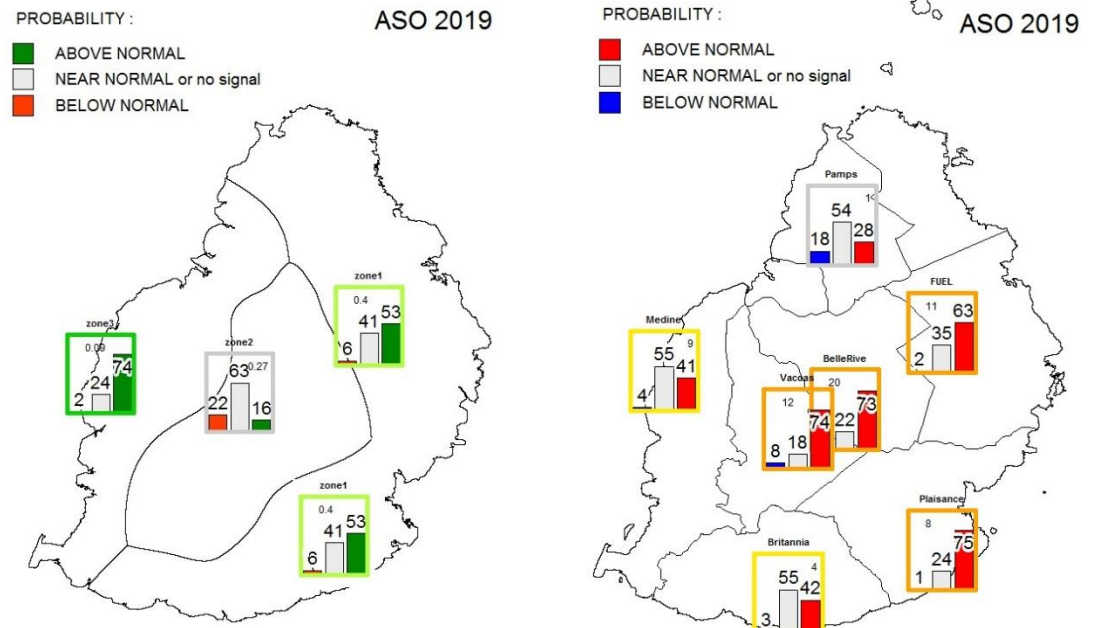 PROBABILITY :
ASO 2019
ABOVE NORMAL
NEAR NORMAL or no signal
BELOW NORMAL
zone1
0.4
6 41 53
zone3
0.09
2 24 74
zone2
0.27
22 63 16
zone1
0.4
6 41 53
PROBABILITY :
ASO 2019
ABOVE NORMAL
NEAR NORMAL or no signal
BELOW NORMAL
Pamps
1
18 54 28
FUEL
11
2 35 63
Medine
9
4 55 41
BelleRive
20
22 73
Vacoas
12
8 18 74
Plaisance
8
1 24 75
Britannia
4
3 55 42